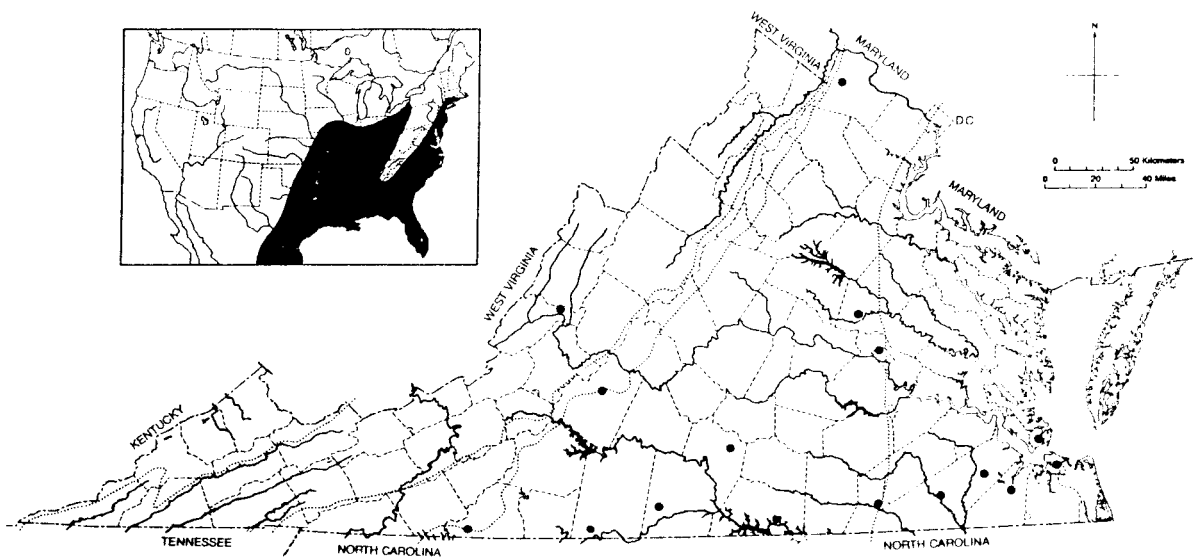 WEST VIRGINIA
MARYLAND
N
DC
0 50 Kilometers
0 20 40 Miles
MARYLAND
WEST VIRGINIA
KENTUCKY
TENNESSEE
NORTH CAROLINA
NORTH CAROLINA